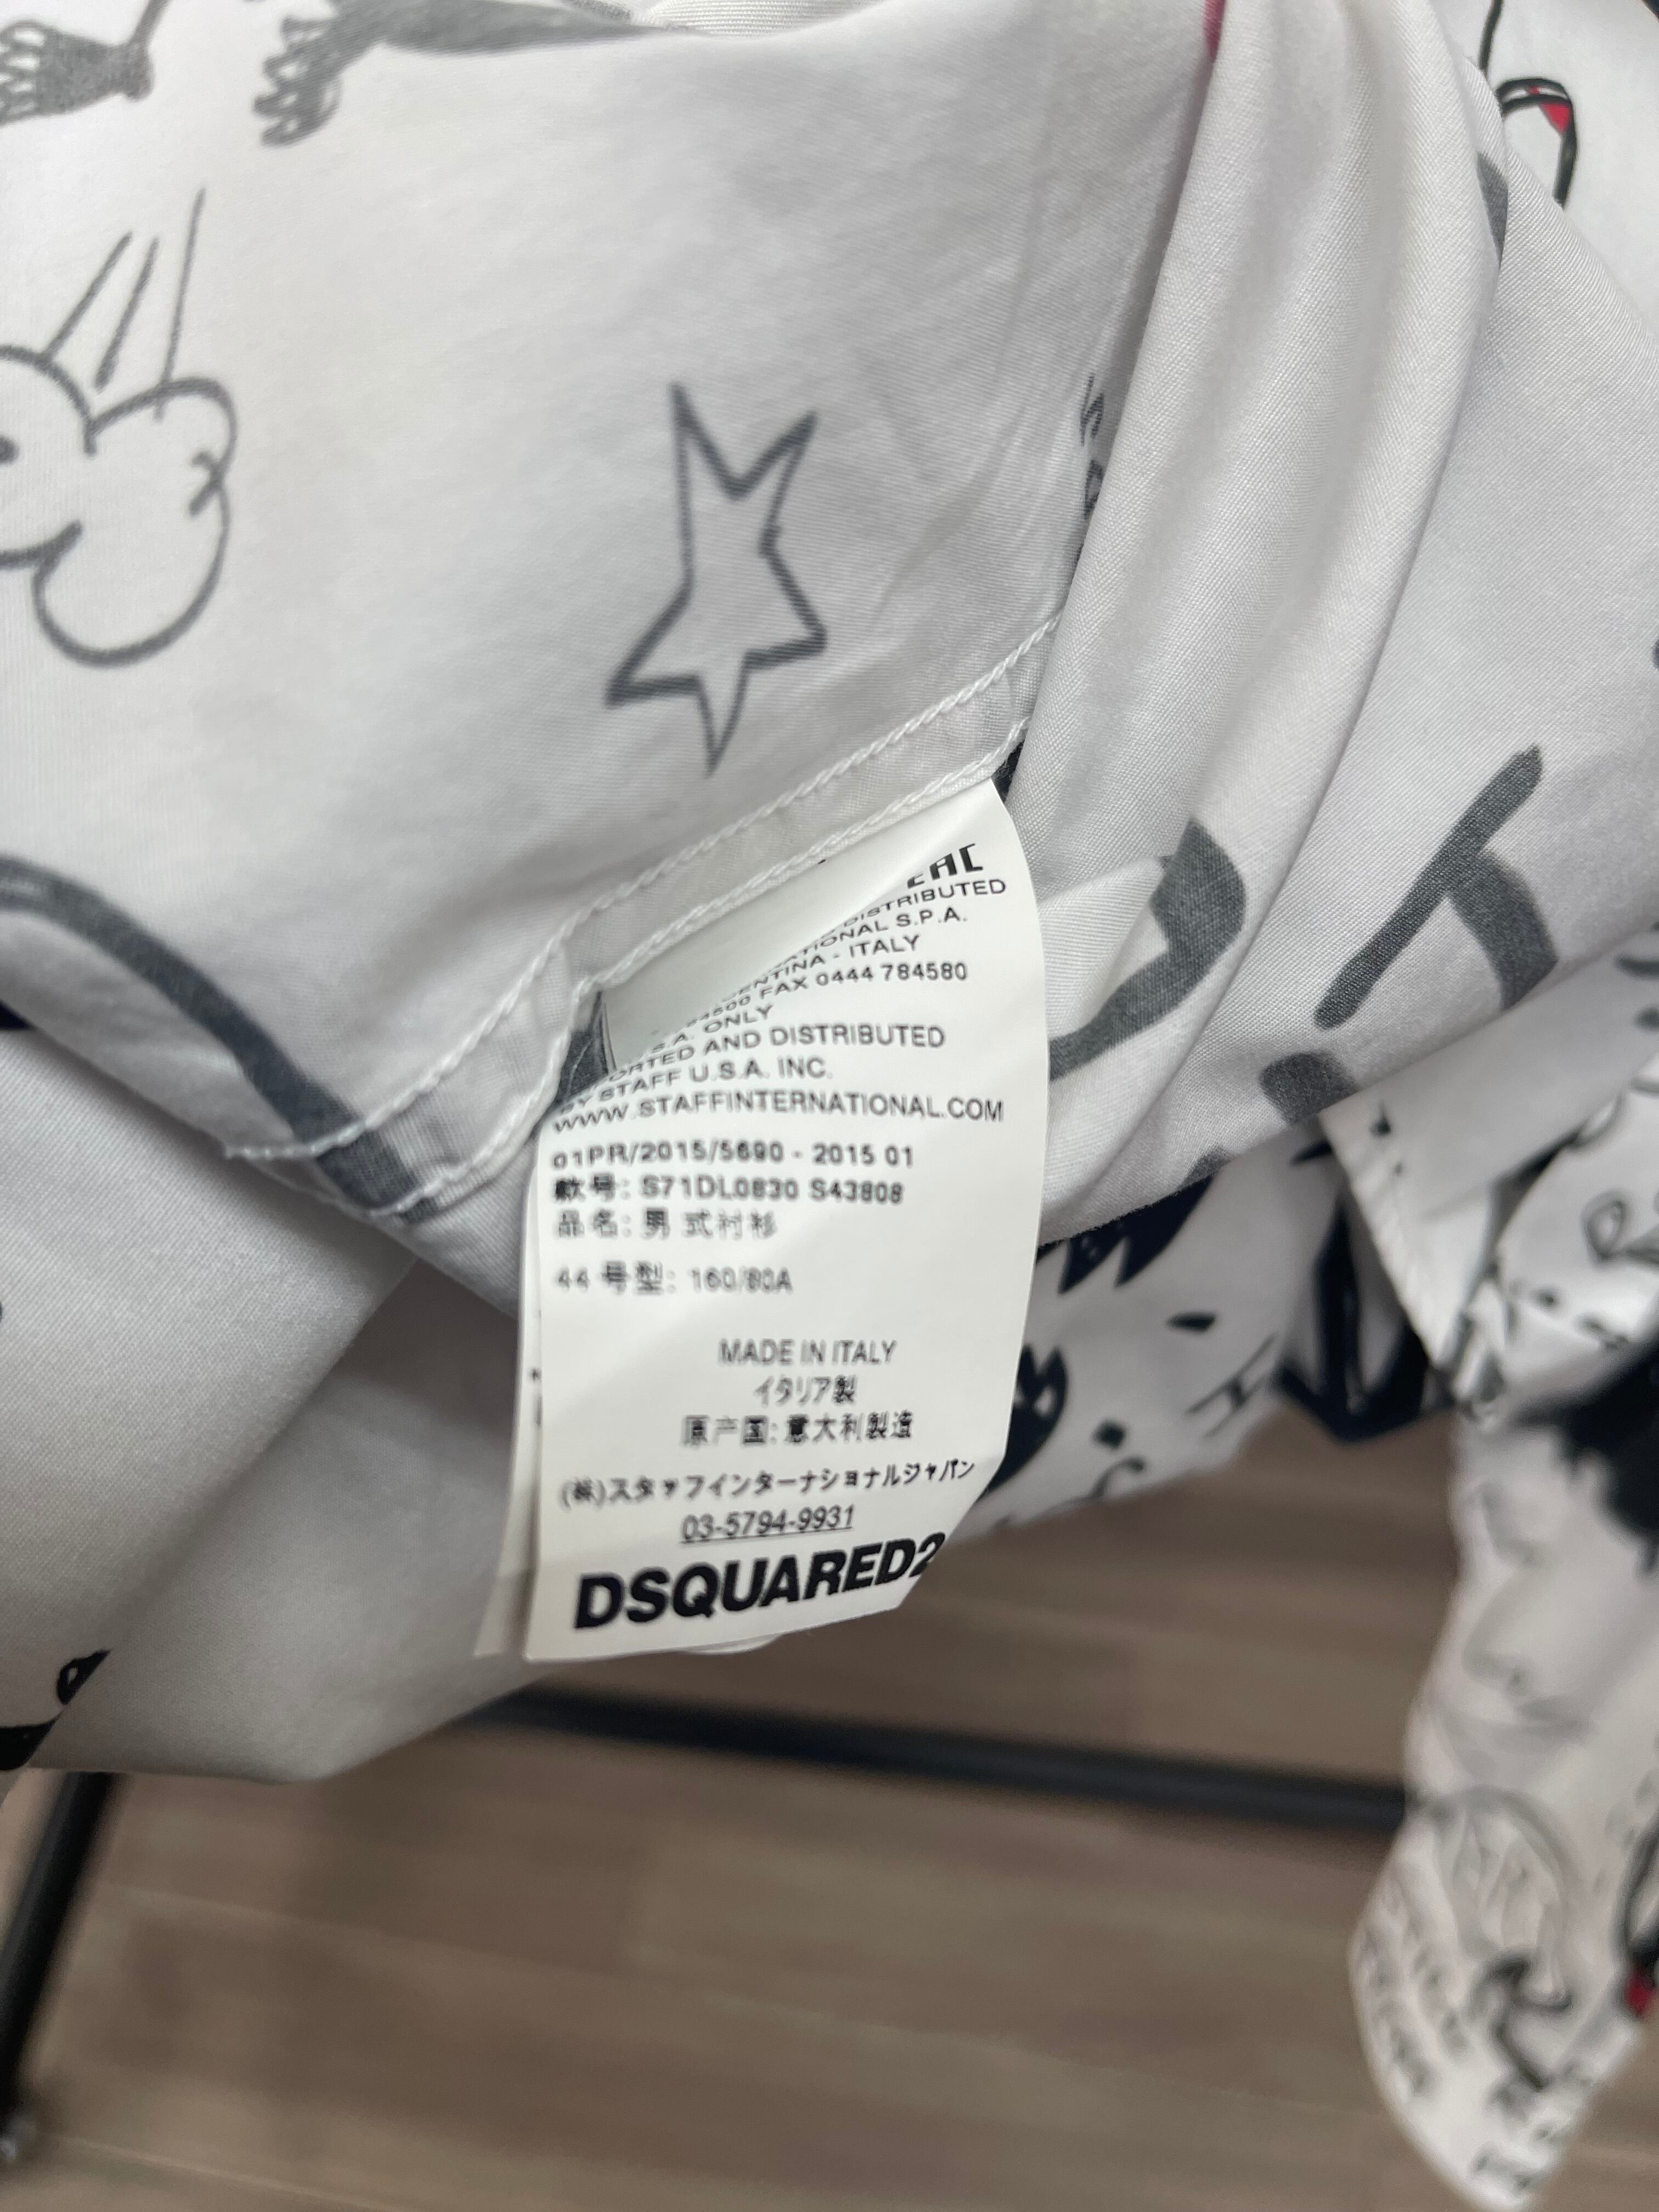 EAC
DISTRIBUTED
S.P.A.
- ITALY
FAX 0444 784580
ONLY
AND DISTRIBUTED
BY STAFF U.S.A. INC.
WWW.STAFFINTERNATIONAL.COM
01PR/2015/5690 - 2015 01
款号: S71DL0830 S43808
品名: 男 式衬衫
44 号型: 160/80A
MADE IN ITALY
イタリア製
原产国: 意大利製造
(株)スタッフインターナショナルジャパン
03-5794-9931
DSQUARED2